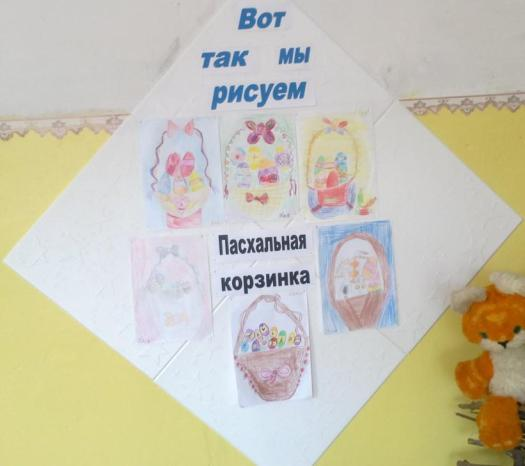 Вот
так мы
рисуем
Пасхальная
корзинка